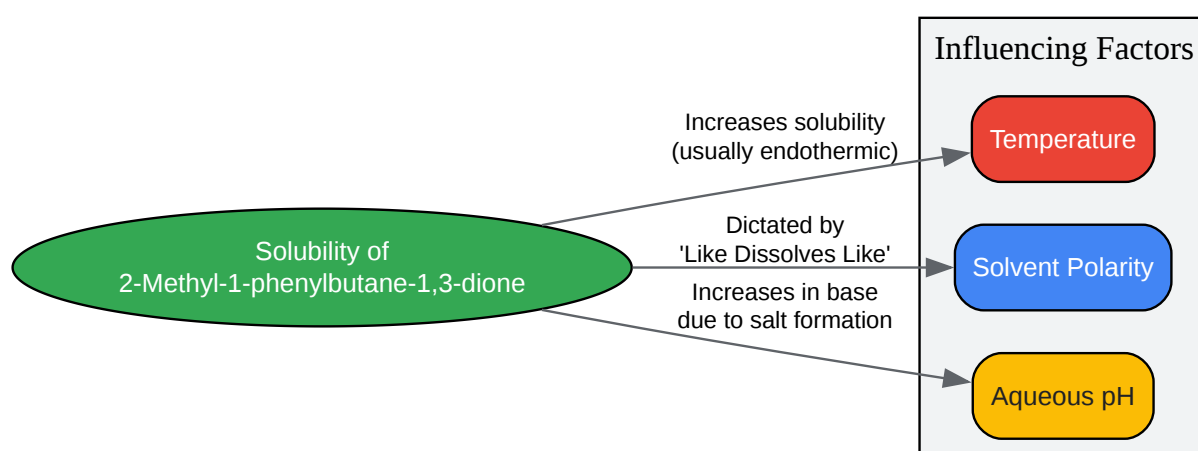 Influencing Factors
Increases solubility
(usually endothermic)
Temperature
Solubility of
2-Methyl-1-phenylbutane-1,3-dione
Dictated by
'Like Dissolves Like'
Solvent Polarity
Increases in base
due to salt formation
Aqueous pH